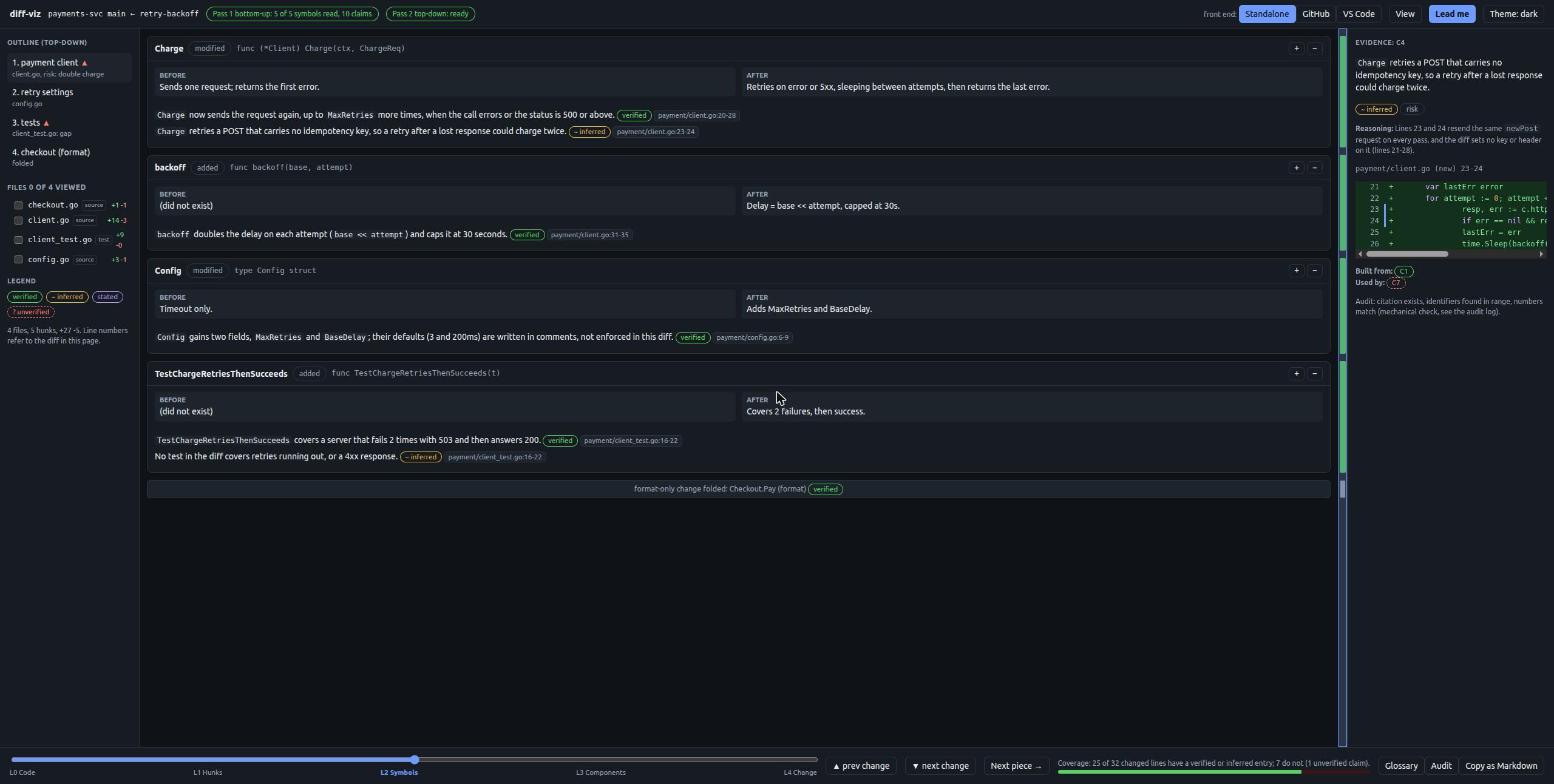 diff-viz payments-svc main ← retry-backoff Pass 1 bottom-up: 5 of 5 symbols read, 10 claims Pass 2 top-down: ready front end: Standalone GitHub VS Code View Lead me Theme: dark
OUTLINE (TOP-DOWN)
1. payment client ▲
client.go, risk: double charge
2. retry settings
config.go
3. tests ▲
client_test.go: gap
4. checkout (format)
folded
FILES 0 OF 4 VIEWED
checkout.go source +1 -1
client.go source +14 -3
client_test.go test +9 -0
config.go source +3 -1
LEGEND
verified ~ inferred stated
? unverified
4 files, 5 hunks, +27 -5. Line numbers
refer to the diff in this page.
Charge modified func (*Client) Charge(ctx, ChargeReq) + −
BEFORE
Sends one request; returns the first error.
AFTER
Retries on error or 5xx, sleeping between attempts, then returns the last error.
Charge now sends the request again, up to MaxRetries more times, when the call errors or the status is 500 or above. verified payment/client.go:20-28
Charge retries a POST that carries no idempotency key, so a retry after a lost response could charge twice. ~ inferred payment/client.go:23-24
backoff added func backoff(base, attempt) + −
BEFORE
(did not exist)
AFTER
Delay = base << attempt, capped at 30s.
backoff doubles the delay on each attempt ( base << attempt ) and caps it at 30 seconds. verified payment/client.go:31-35
Config modified type Config struct + −
BEFORE
Timeout only.
AFTER
Adds MaxRetries and BaseDelay.
Config gains two fields, MaxRetries and BaseDelay ; their defaults (3 and 200ms) are written in comments, not enforced in this diff. verified payment/config.go:6-9
TestChargeRetriesThenSucceeds added func TestChargeRetriesThenSucceeds(t) + −
BEFORE
(did not exist)
AFTER
Covers 2 failures, then success.
TestChargeRetriesThenSucceeds covers a server that fails 2 times with 503 and then answers 200. verified payment/client_test.go:16-22
No test in the diff covers retries running out, or a 4xx response. ~ inferred payment/client_test.go:16-22
format-only change folded: Checkout.Pay (format) verified
EVIDENCE: C4
Charge retries a POST that carries no
idempotency key, so a retry after a lost response
could charge twice.
~ inferred risk
Reasoning: Lines 23 and 24 resend the same newPost
request on every pass, and the diff sets no key or header
on it (lines 21-28).
payment/client.go (new) 23-24
21 + var lastErr error
22 + for attempt := 0; attempt <
23 + resp, err := c.http
24 + if err == nil && re
25 + lastErr = err
26 + time.Sleep(backoff(
Built from: C1
Used by: C7
Audit: citation exists, identifiers found in range, numbers
match (mechanical check, see the audit log).
L0 Code L1 Hunks L2 Symbols L3 Components L4 Change
▲ prev change ▼ next change Next piece → Coverage: 25 of 32 changed lines have a verified or inferred entry; 7 do not (1 unverified claim). Glossary Audit Copy as Markdown